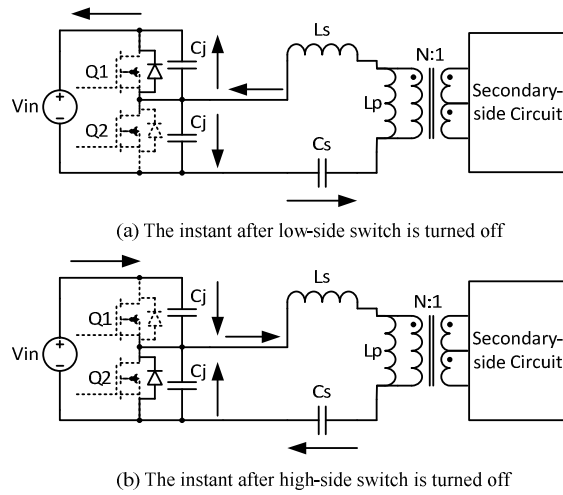 Ls
N:1
Q1
Cj
Vin
Lp
Secondary-
side Circuit
Q2
Cj
Cs
(a) The instant after low-side switch is turned off
Ls
N:1
Q1
Cj
Vin
Lp
Secondary-
side Circuit
Q2
Cj
Cs
(b) The instant after high-side switch is turned off